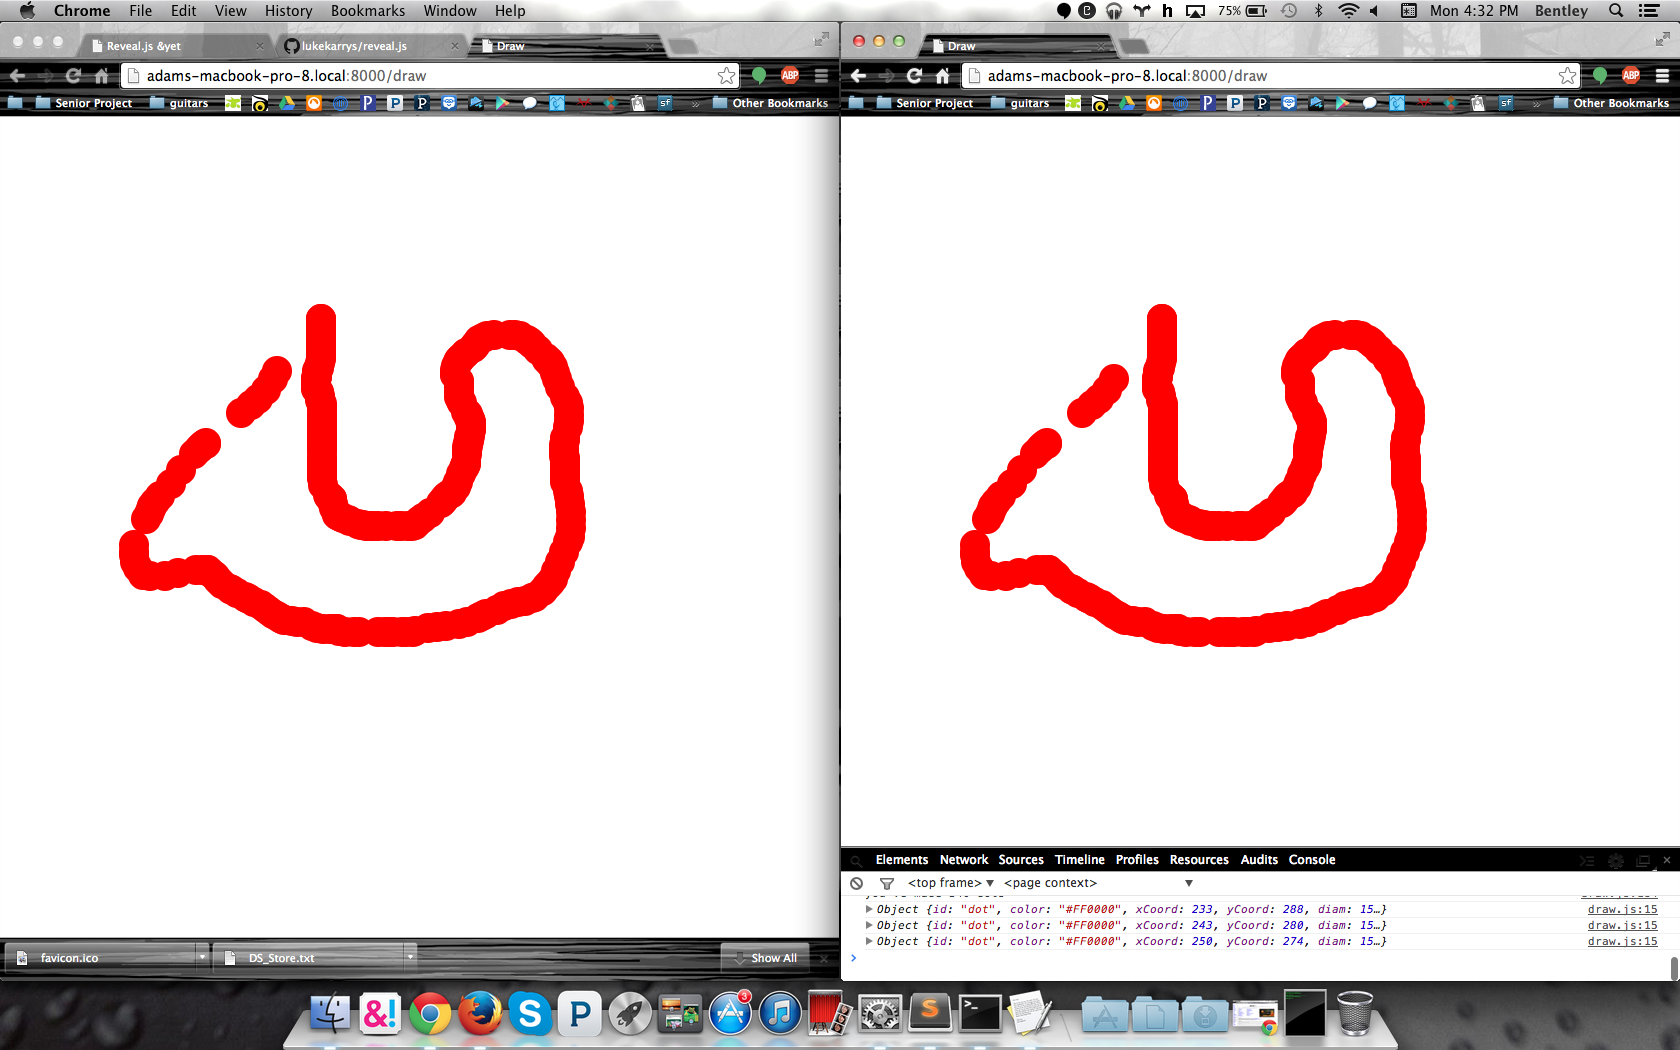 Chrome File Edit View History Bookmarks Window Help
75% Mon 4:32 PM Bentley
Reveal.js &yet
lukekarrys/reveal.js
Draw
adams-macbook-pro-8.local:8000/draw
ABP
Senior Project
guitars
sf
»
Other Bookmarks
favicon.ico
DS_Store.txt
Show All
Draw
adams-macbook-pro-8.local:8000/draw
ABP
Senior Project
guitars
sf
»
Other Bookmarks
Elements Network Sources Timeline Profiles Resources Audits Console
<top frame> <page context>
Object {id: "dot", color: "#FF0000", xCoord: 233, yCoord: 288, diam: 15…} draw.js:15
Object {id: "dot", color: "#FF0000", xCoord: 243, yCoord: 280, diam: 15…} draw.js:15
Object {id: "dot", color: "#FF0000", xCoord: 250, yCoord: 274, diam: 15…} draw.js:15
&!
S
P
3
S